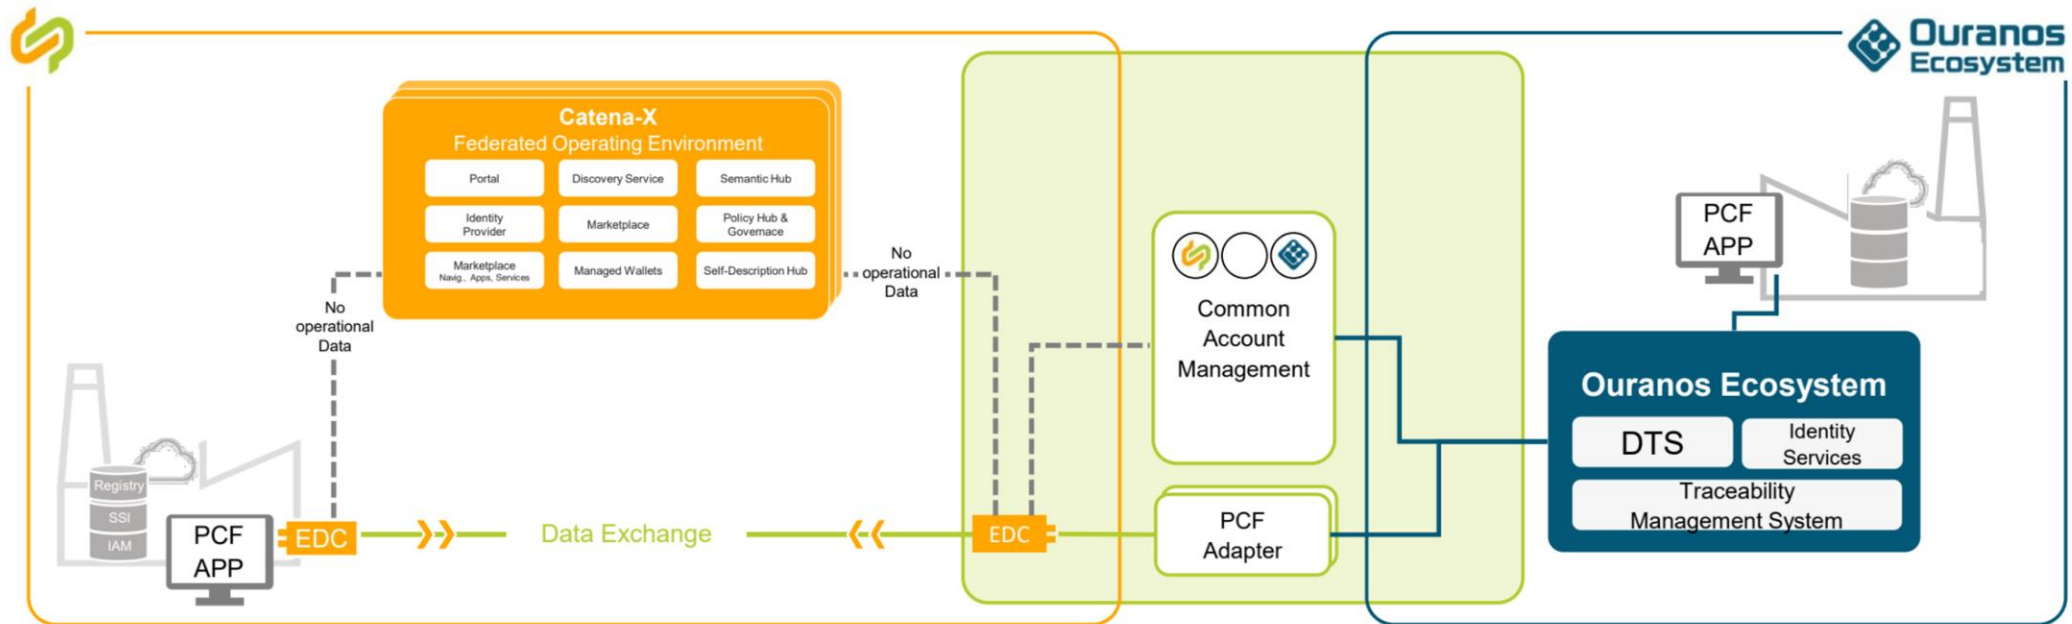 Ouranos
Ecosystem
Catena-X
Federated Operating Environment
Portal
Discovery Service
Semantic Hub
Identity
Provider
Marketplace
Policy Hub &
Governace
Marketplace
Navig., Apps, Services
Managed Wallets
Self-Description Hub
No
operational
Data
No
operational
Data
Common
Account
Management
PCF
APP
Ouranos Ecosystem
DTS
Identity
Services
Traceability
Management System
Registry
SSI
IAM
PCF
APP
EDC
Data Exchange
EDC
PCF
Adapter